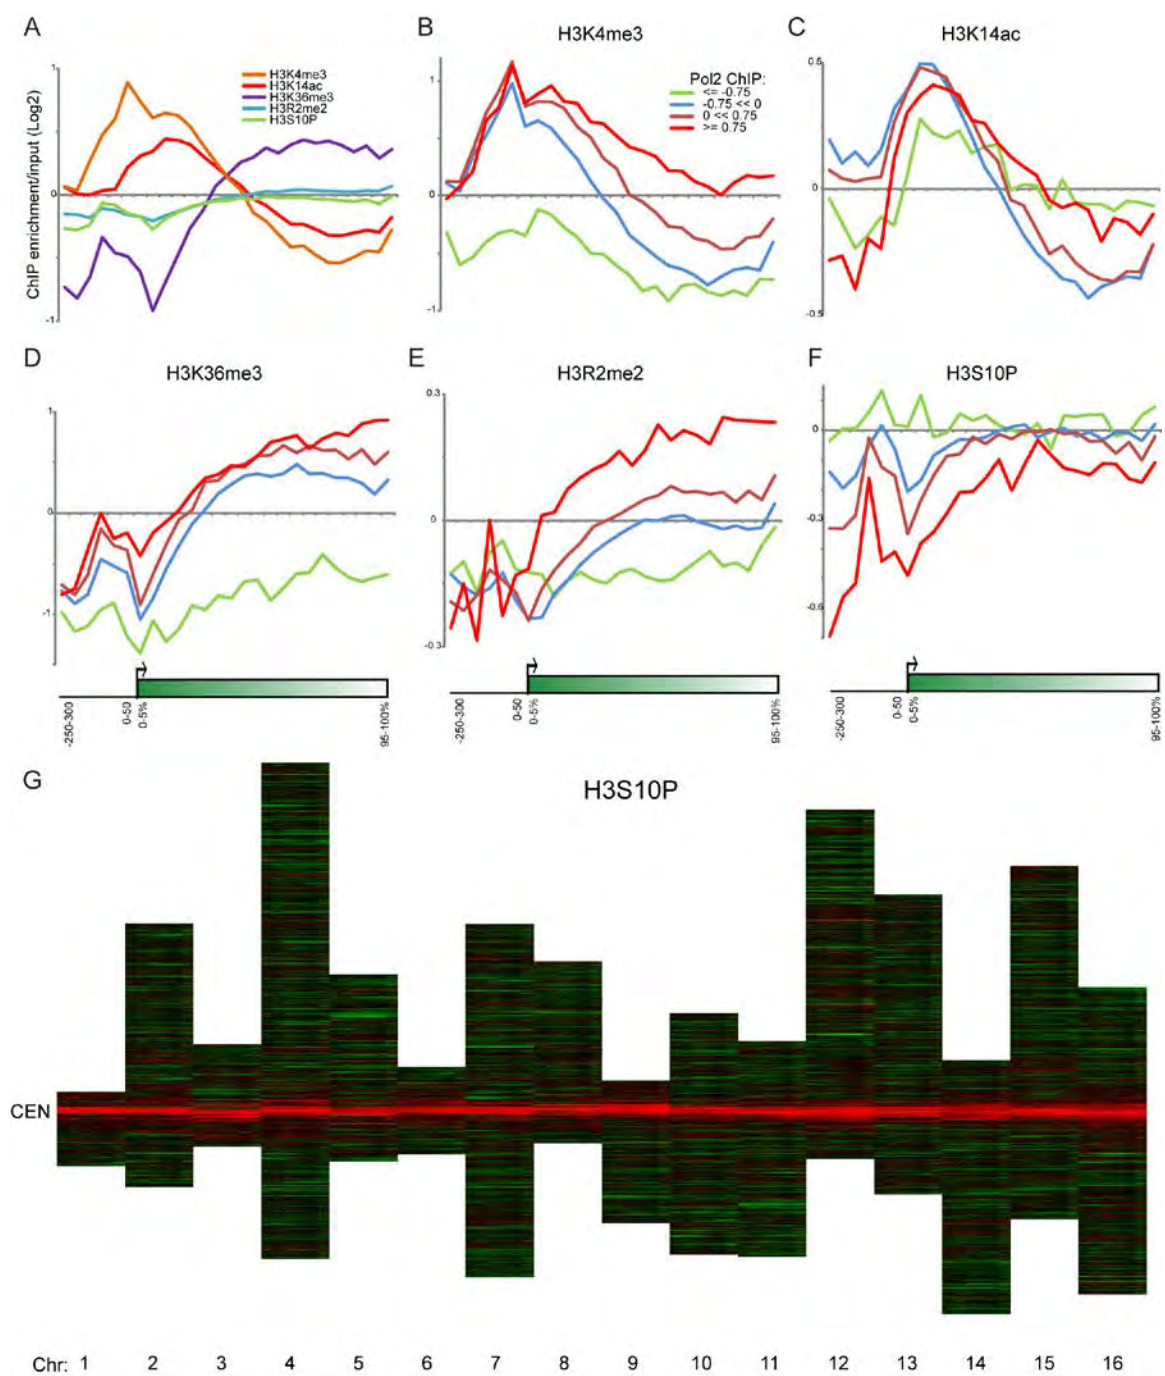 A
B
H3K4me3
C
H3K14ac
ChIP enrichment/input (Log2)
1
0
-1
H3K4me3
H3K14ac
H3K36me3
H3R2me2
H3S10P
1
0
-1
Pol2 ChIP:
<= -0.75
-0.75 << 0
0 << 0.75
>= 0.75
0.5
0
-0.5
D
H3K36me3
E
H3R2me2
F
H3S10P
1
0
-1
0.3
0
-0.3
0
-0.3
-0.6
-250-300
0-50
0-5%
95-100%
-250-300
0-50
0-5%
95-100%
-250-300
0-50
0-5%
95-100%
G
H3S10P
CEN
Chr: 1 2 3 4 5 6 7 8 9 10 11 12 13 14 15 16